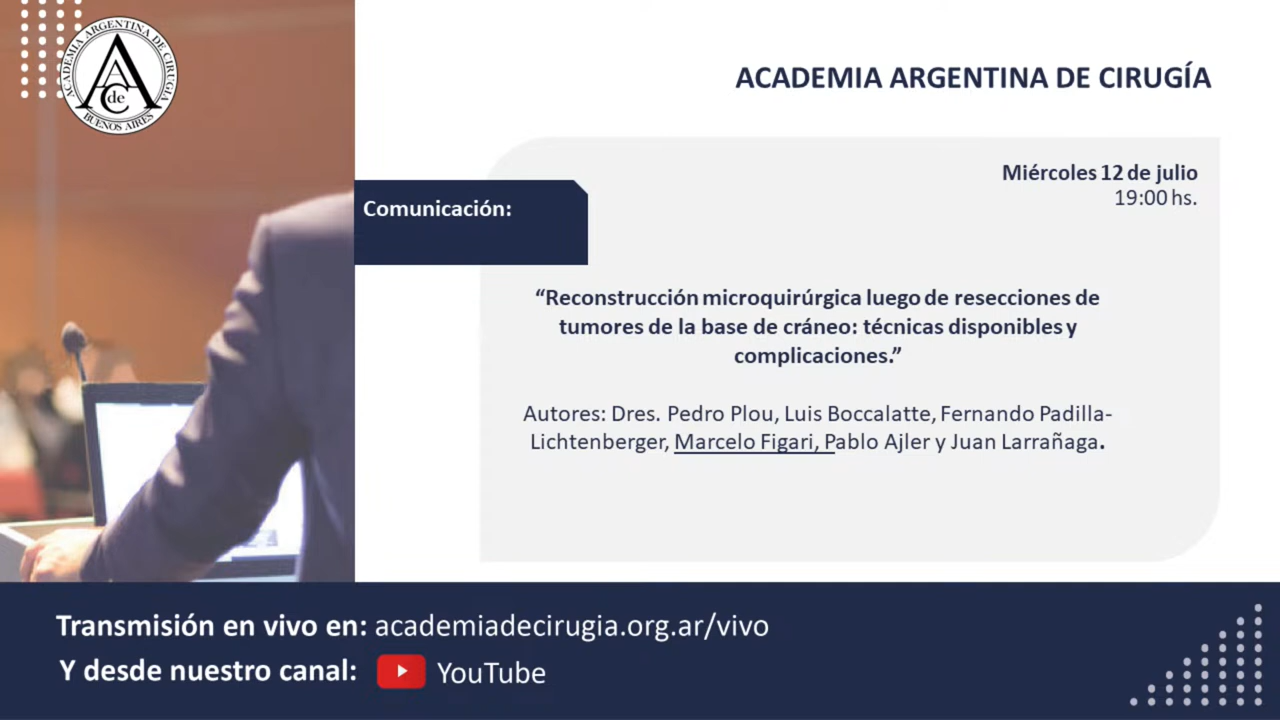 ACADEMIA ARGENTINA DE CIRUGIA
A
A
de
C
BUENOS AIRES
ACADEMIA ARGENTINA DE CIRUGÍA
Miércoles 12 de julio
19:00 hs.
Comunicación:
“Reconstrucción microquirúrgica luego de resecciones de
tumores de la base de cráneo: técnicas disponibles y
complicaciones.”
Autores: Dres. Pedro Plou, Luis Boccalatte, Fernando Padilla-
Lichtenberger, Marcelo Figari, Pablo Ajler y Juan Larrañaga.
Transmisión en vivo en: academiadecirugia.org.ar/vivo
Y desde nuestro canal: YouTube